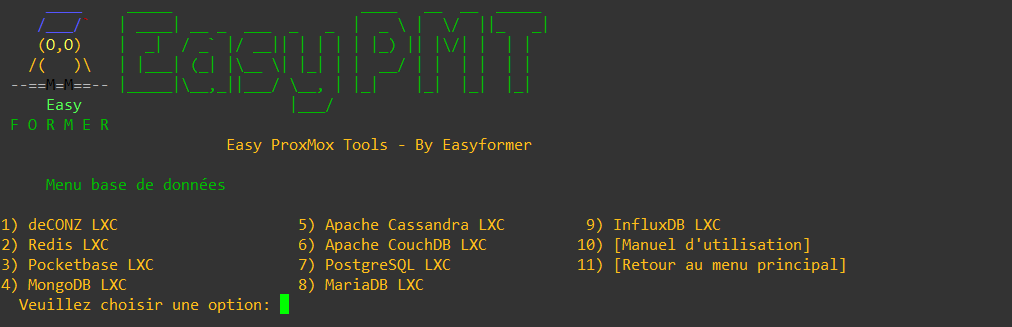 EasyPMT
(O,O)
--==M=M==--
Easy
F O R M E R
Easy ProxMox Tools - By Easyformer
Menu base de données
1) deCONZ LXC 5) Apache Cassandra LXC 9) InfluxDB LXC
2) Redis LXC 6) Apache CouchDB LXC 10) [Manuel d'utilisation]
3) Pocketbase LXC 7) PostgreSQL LXC 11) [Retour au menu principal]
4) MongoDB LXC 8) MariaDB LXC
Veuillez choisir une option: